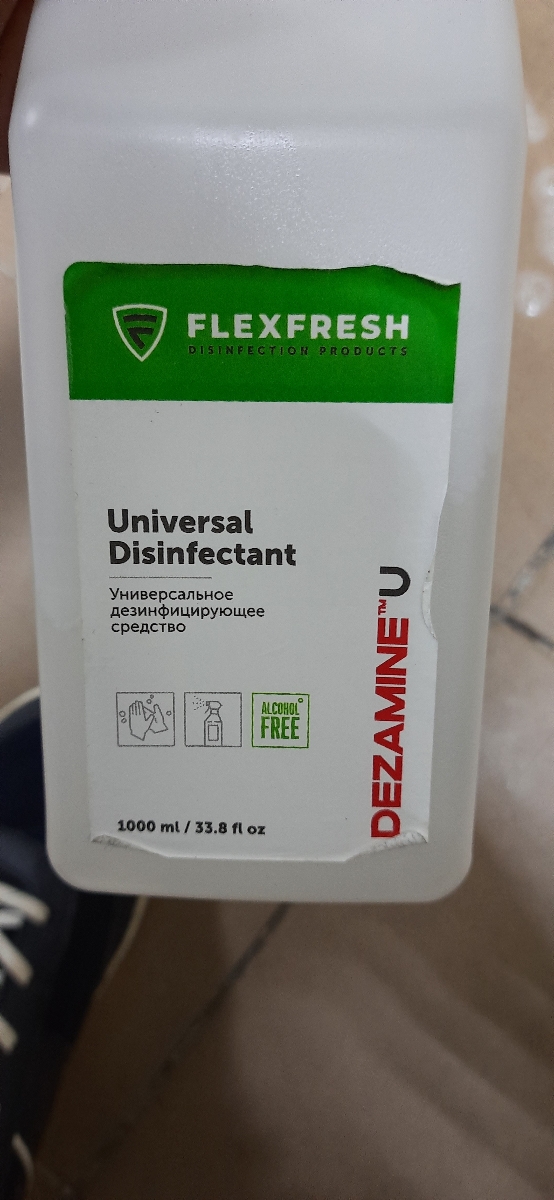 FLEXFRESH
DISINFECTION PRODUCTS
Universal
Disinfectant
Универсальное
дезинфицирующее
средство
ALCOHOL
FREE
DEZAMINE™U
1000 ml / 33.8 fl oz